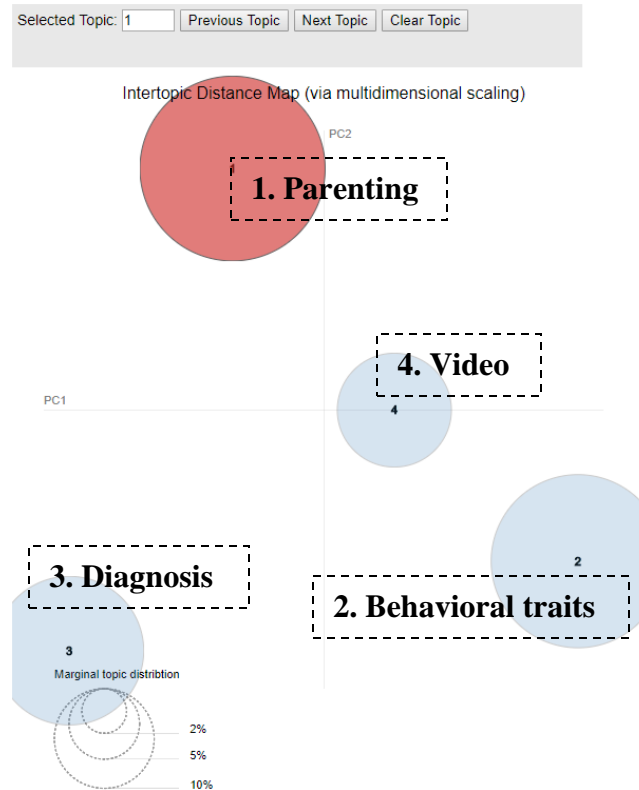 Selected Topic: 1 Previous Topic Next Topic Clear Topic
Intertopic Distance Map (via multidimensional scaling)
PC2
1
1. Parenting
4. Video
PC1
4
2
3. Diagnosis
2. Behavioral traits
3
Marginal topic distribtion
2%
5%
10%